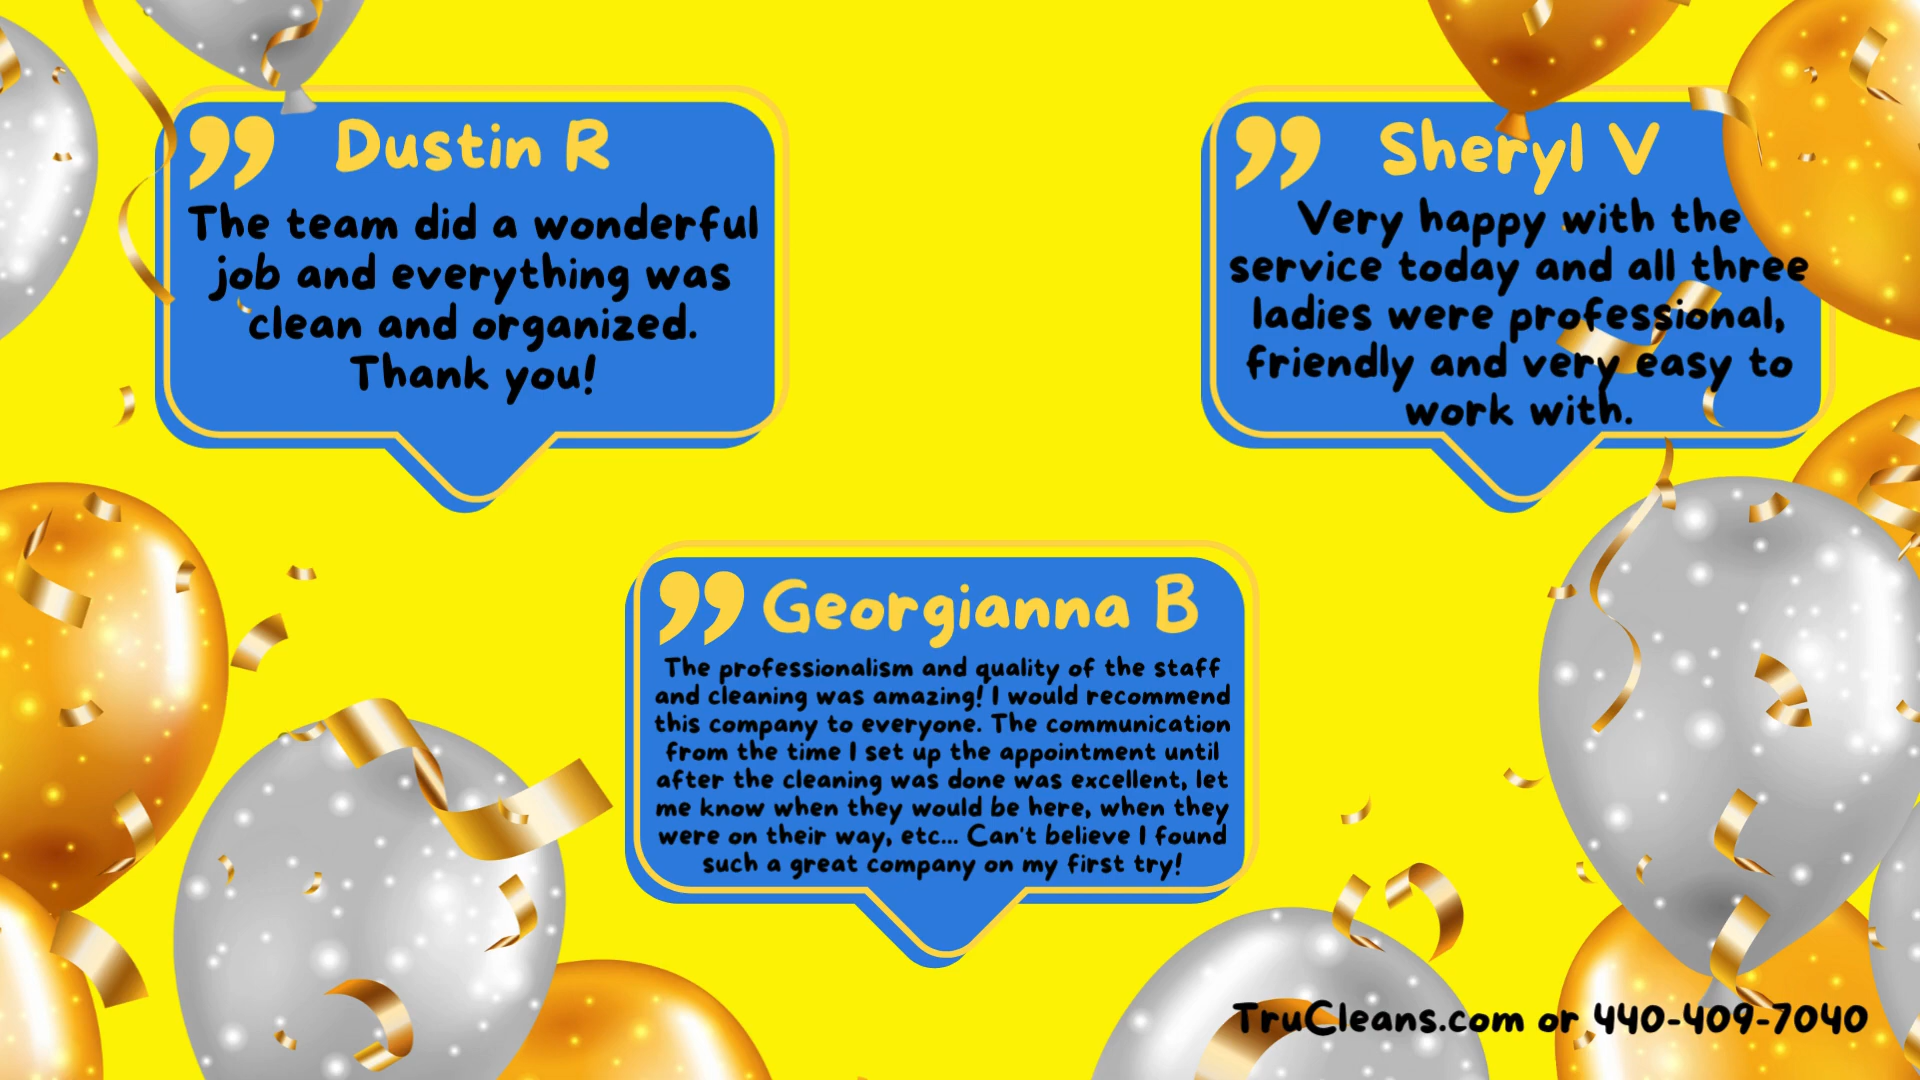 Dustin R
The team did a wonderful
job and everything was
clean and organized.
Thank you!
Sheryl V
Very happy with the
service today and all three
ladies were professional,
friendly and very easy to
work with.
Georgianna B
The professionalism and quality of the staff
and cleaning was amazing! I would recommend
this company to everyone. The communication
from the time I set up the appointment until
after the cleaning was done was excellent, let
me know when they would be here, when they
were on their way, etc... Can't believe I found
such a great company on my first try!
TruCleans.com or 440-409-7040